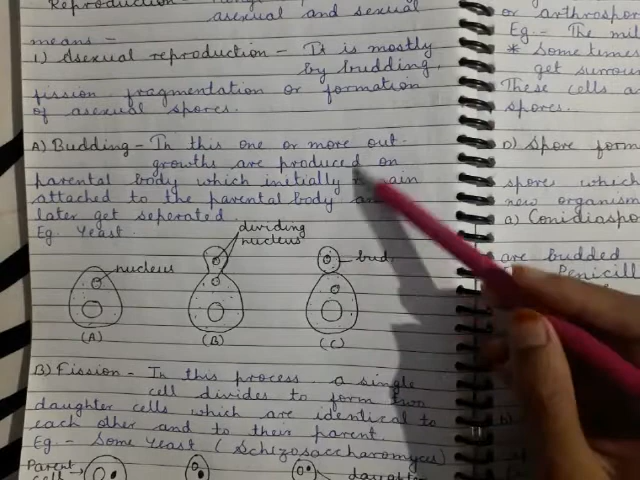 Reproduction -
asexual and sexual
means -
1) Asexual reproduction - It is mostly
by budding,
fission fragmentation or formation
of asexual spores.
A) Budding - In this one or more out-
growths are produced on
parental body which initially
attached to the parental body
later get seperated.
Eg. Yeast.
dividing
nucleus
nucleus
bud.
(A)
(B)
(C)
B) Fission - In this process a single
cell divides to form two
daughter cells which are identical to
each other and to their parent.
Eg. - Some Yeast (Schizosaccharomyces)
Parent
cell
daughter
or arthrospor
Eg. - The mil
* Sometimes
get surrou
These cells a
spores.
D) Spore form
spore which
new organism
a) Conidiaspo
are budded
Penicill